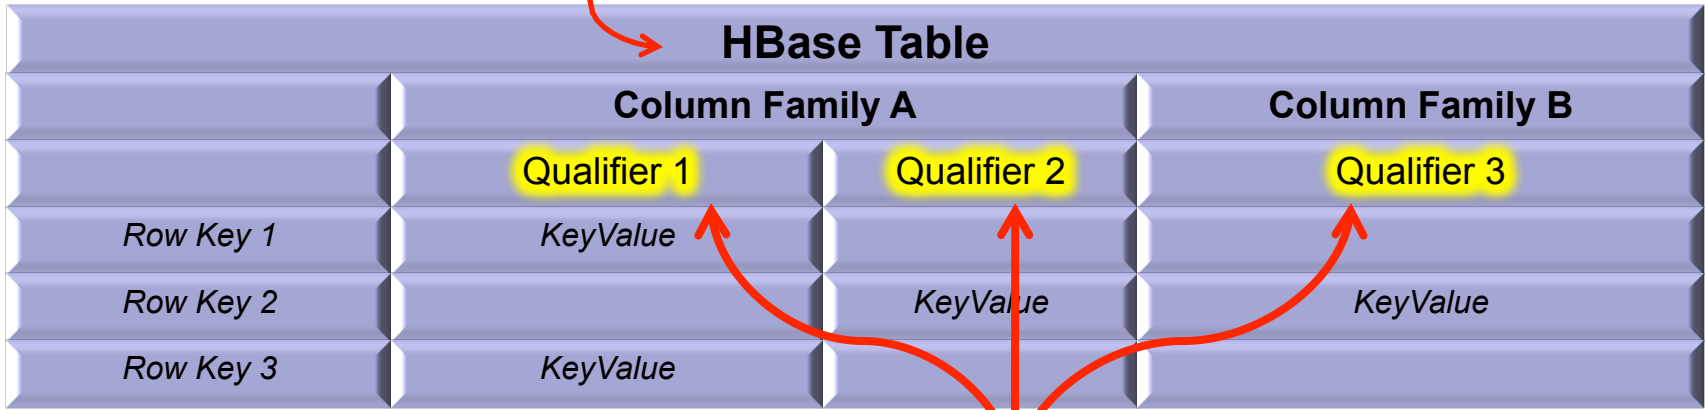 HBase Table
Column Family A Column Family B
Qualifier 1 Qualifier 2 Qualifier 3
Row Key 1 KeyValue
Row Key 2 KeyValue KeyValue
Row Key 3 KeyValue